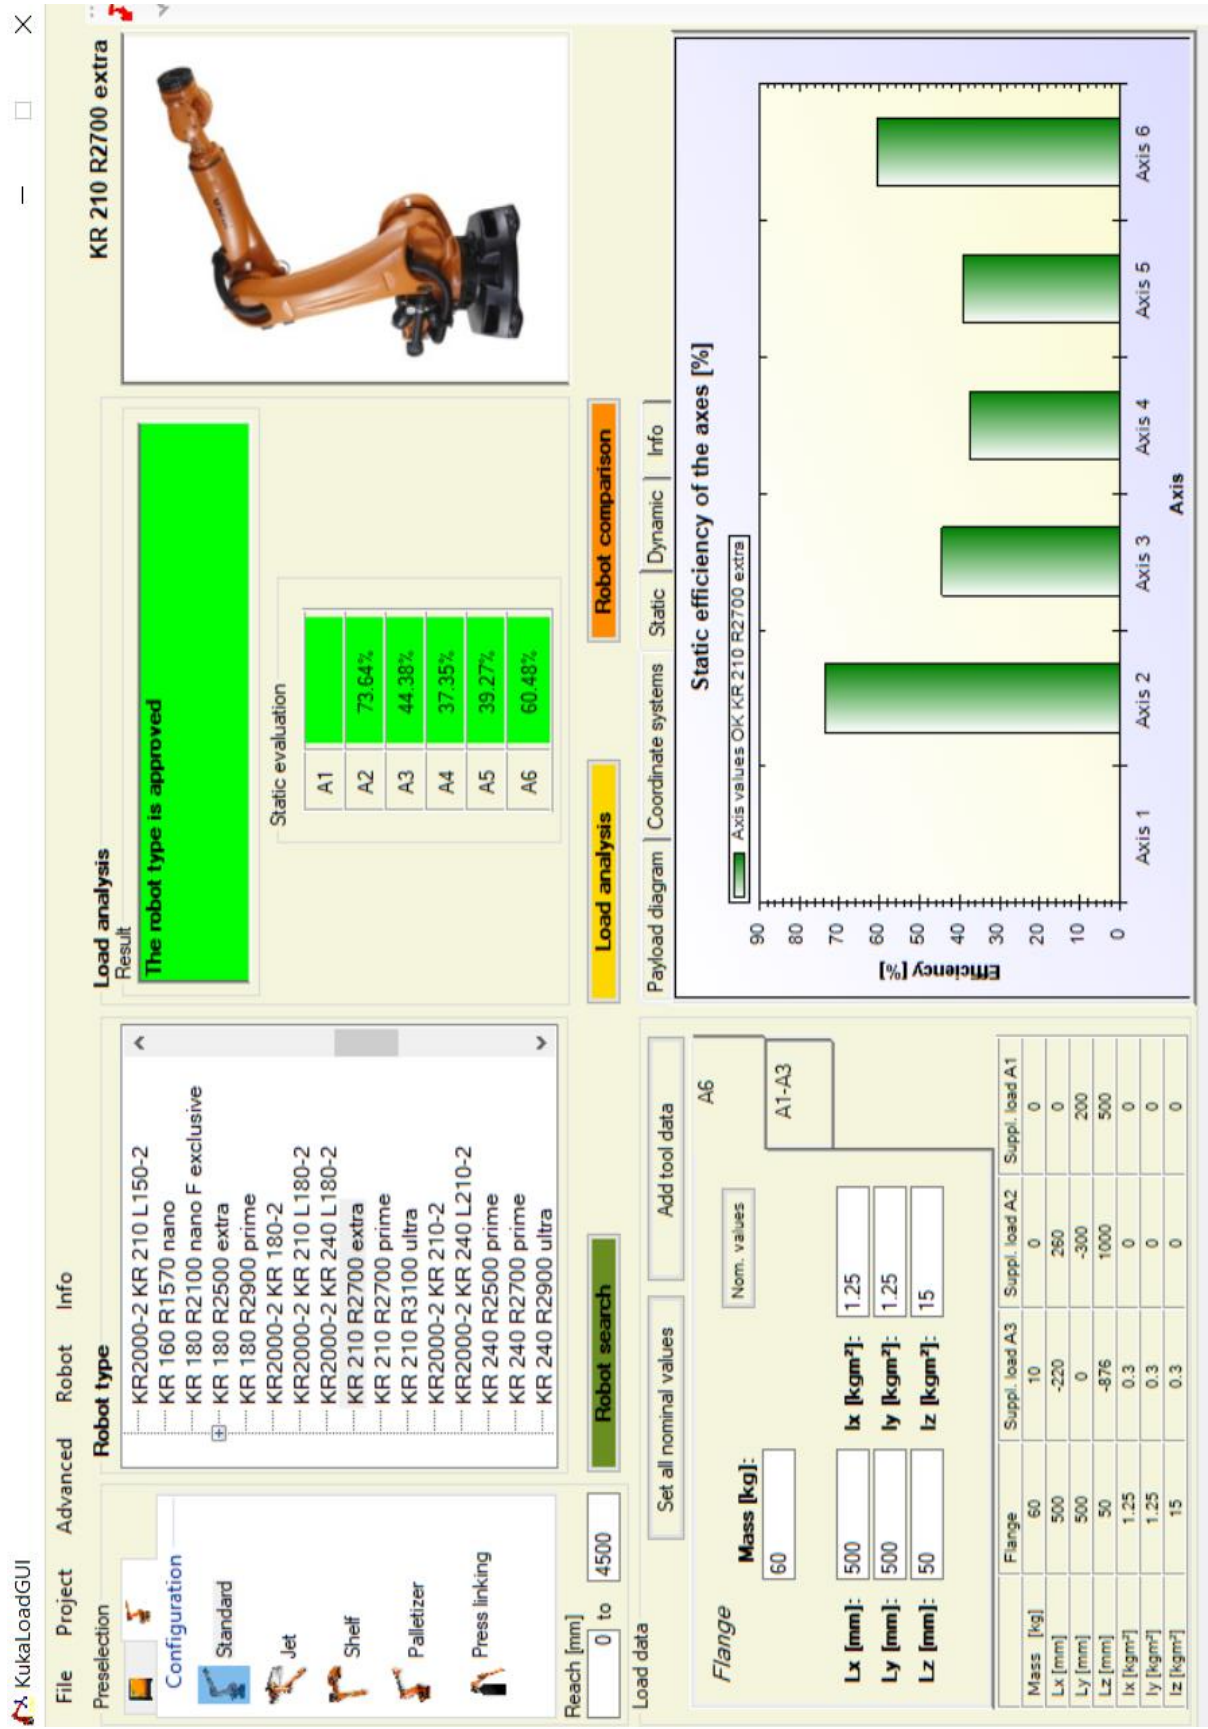 KukaLoadGUI
File Project Advanced Robot Info
Preselection
Configuration
Standard
Jet
Shelf
Palletizer
Press linking
Reach [mm]
0 to 4500
Robot type
KR2000-2 KR 210 L150-2
KR 160 R1570 nano
KR 180 R2100 nano F exclusive
KR 180 R2500 extra
KR 180 R2900 prime
KR2000-2 KR 180-2
KR2000-2 KR 210 L180-2
KR2000-2 KR 240 L180-2
KR 210 R2700 extra
KR 210 R2700 prime
KR 210 R3100 ultra
KR2000-2 KR 210-2
KR2000-2 KR 240 L210-2
KR 240 R2500 prime
KR 240 R2700 prime
KR 240 R2900 ultra
Robot search
Load analysis
Result
The robot type is approved
Static evaluation
A1
A2 73.64%
A3 44.38%
A4 37.35%
A5 39.27%
A6 60.48%
Load analysis
Robot comparison
KR 210 R2700 extra
Load data
Set all nominal values
Add tool data
Flange
Mass [kg]:
60
Nom. values
A6
A1-A3
Lx [mm]: 500 Ix [kgm²]: 1.25
Ly [mm]: 500 Iy [kgm²]: 1.25
Lz [mm]: 50 Iz [kgm²]: 15
Flange Suppl. load A3 Suppl. load A2 Suppl. load A1
Mass [kg] 60 10 0 0
Lx [mm] 500 -220 260 0
Ly [mm] 500 0 -300 200
Lz [mm] 50 -876 1000 500
Ix [kgm²] 1.25 0.3 0 0
Iy [kgm²] 1.25 0.3 0 0
Iz [kgm²] 15 0.3 0 0
Payload diagram Coordinate systems Static Dynamic Info
Static efficiency of the axes [%]
Axis values OK KR 210 R2700 extra
Efficiency [%]
90
80
70
60
50
40
30
20
10
0
Axis 1 Axis 2 Axis 3 Axis 4 Axis 5 Axis 6
Axis